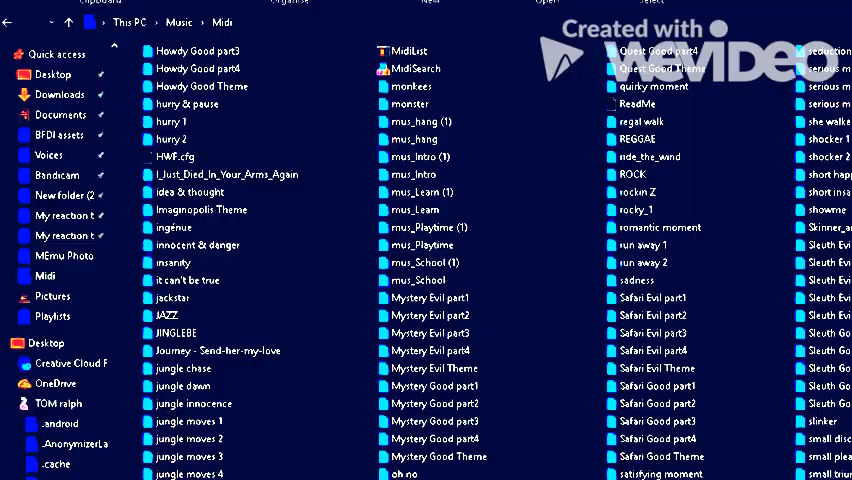 Clipboard
Organise
New
Open
Select
This PC > Music > Midi
Created with
WeVideo
Quick access
Desktop
Downloads
Documents
BFDI assets
Voices
Bandicam
New folder (2
My reaction t
My reaction t
MEmu Photo
Midi
Pictures
Playlists
Desktop
Creative Cloud F
OneDrive
TOM ralph
.android
.AnonymizerLa
.cache
Howdy Good part3
Howdy Good part4
Howdy Good Theme
hurry & pause
hurry 1
hurry 2
HWF.cfg
I_Just_Died_In_Your_Arms_Again
idea & thought
Imaginopolis Theme
ingénue
innocent & danger
insanity
it can't be true
jackstar
JAZZ
JINGLEBE
Journey - Send-her-my-love
jungle chase
jungle dawn
jungle innocence
jungle moves 1
jungle moves 2
jungle moves 3
jungle moves 4
MidiList
MidiSearch
monkees
monster
mus_hang (1)
mus_hang
mus_Intro (1)
mus_Intro
mus_Learn (1)
mus_Learn
mus_Playtime (1)
mus_Playtime
mus_School (1)
mus_School
Mystery Evil part1
Mystery Evil part2
Mystery Evil part3
Mystery Evil part4
Mystery Evil Theme
Mystery Good part1
Mystery Good part2
Mystery Good part3
Mystery Good part4
Mystery Good Theme
oh no
Quest Good part4
Quest Good Theme
quirky moment
ReadMe
regal walk
REGGAE
ride_the_wind
ROCK
rockin Z
rocky_1
romantic moment
run away 1
run away 2
sadness
Safari Evil part1
Safari Evil part2
Safari Evil part3
Safari Evil part4
Safari Evil Theme
Safari Good part1
Safari Good part2
Safari Good part3
Safari Good part4
Safari Good Theme
satisfying moment
seduction
serious m
serious m
serious m
she walke
shocker 1
shocker 2
short happ
short insa
showme
Skinner_ar
Sleuth Evi
Sleuth Evi
Sleuth Evi
Sleuth Evi
Sleuth Evi
Sleuth Go
Sleuth Go
Sleuth Go
Sleuth Go
Sleuth Go
slinker
small disc
small plea
small triun